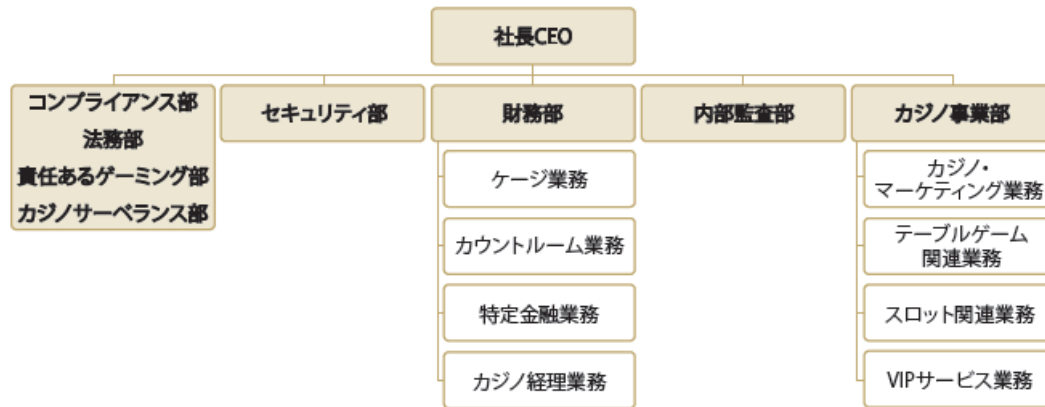 社長CEO
コンプライアンス部
法務部
責任あるゲーミング部
カジノサーベランス部
セキュリティ部
財務部
ケージ業務
カウントルーム業務
特定金融業務
カジノ経理業務
内部監査部
カジノ事業部
カジノ・
マーケティング業務
テーブルゲーム
関連業務
スロット関連業務
VIPサービス業務